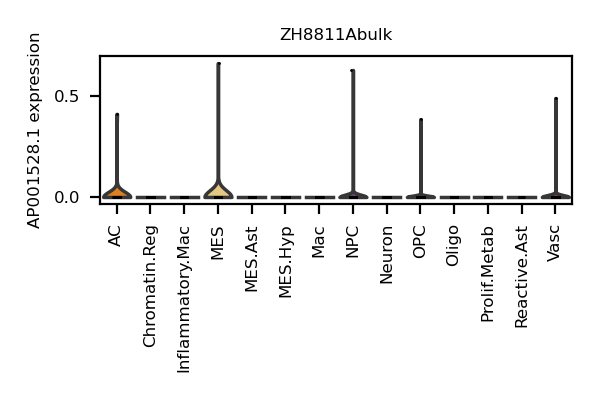 ZH8811Abulk
AP001528.1 expression
0.5
0.0
AC
Chromatin.Reg
Inflammatory.Mac
MES
MES.Ast
MES.Hyp
Mac
NPC
Neuron
OPC
Oligo
Prolif.Metab
Reactive.Ast
Vasc